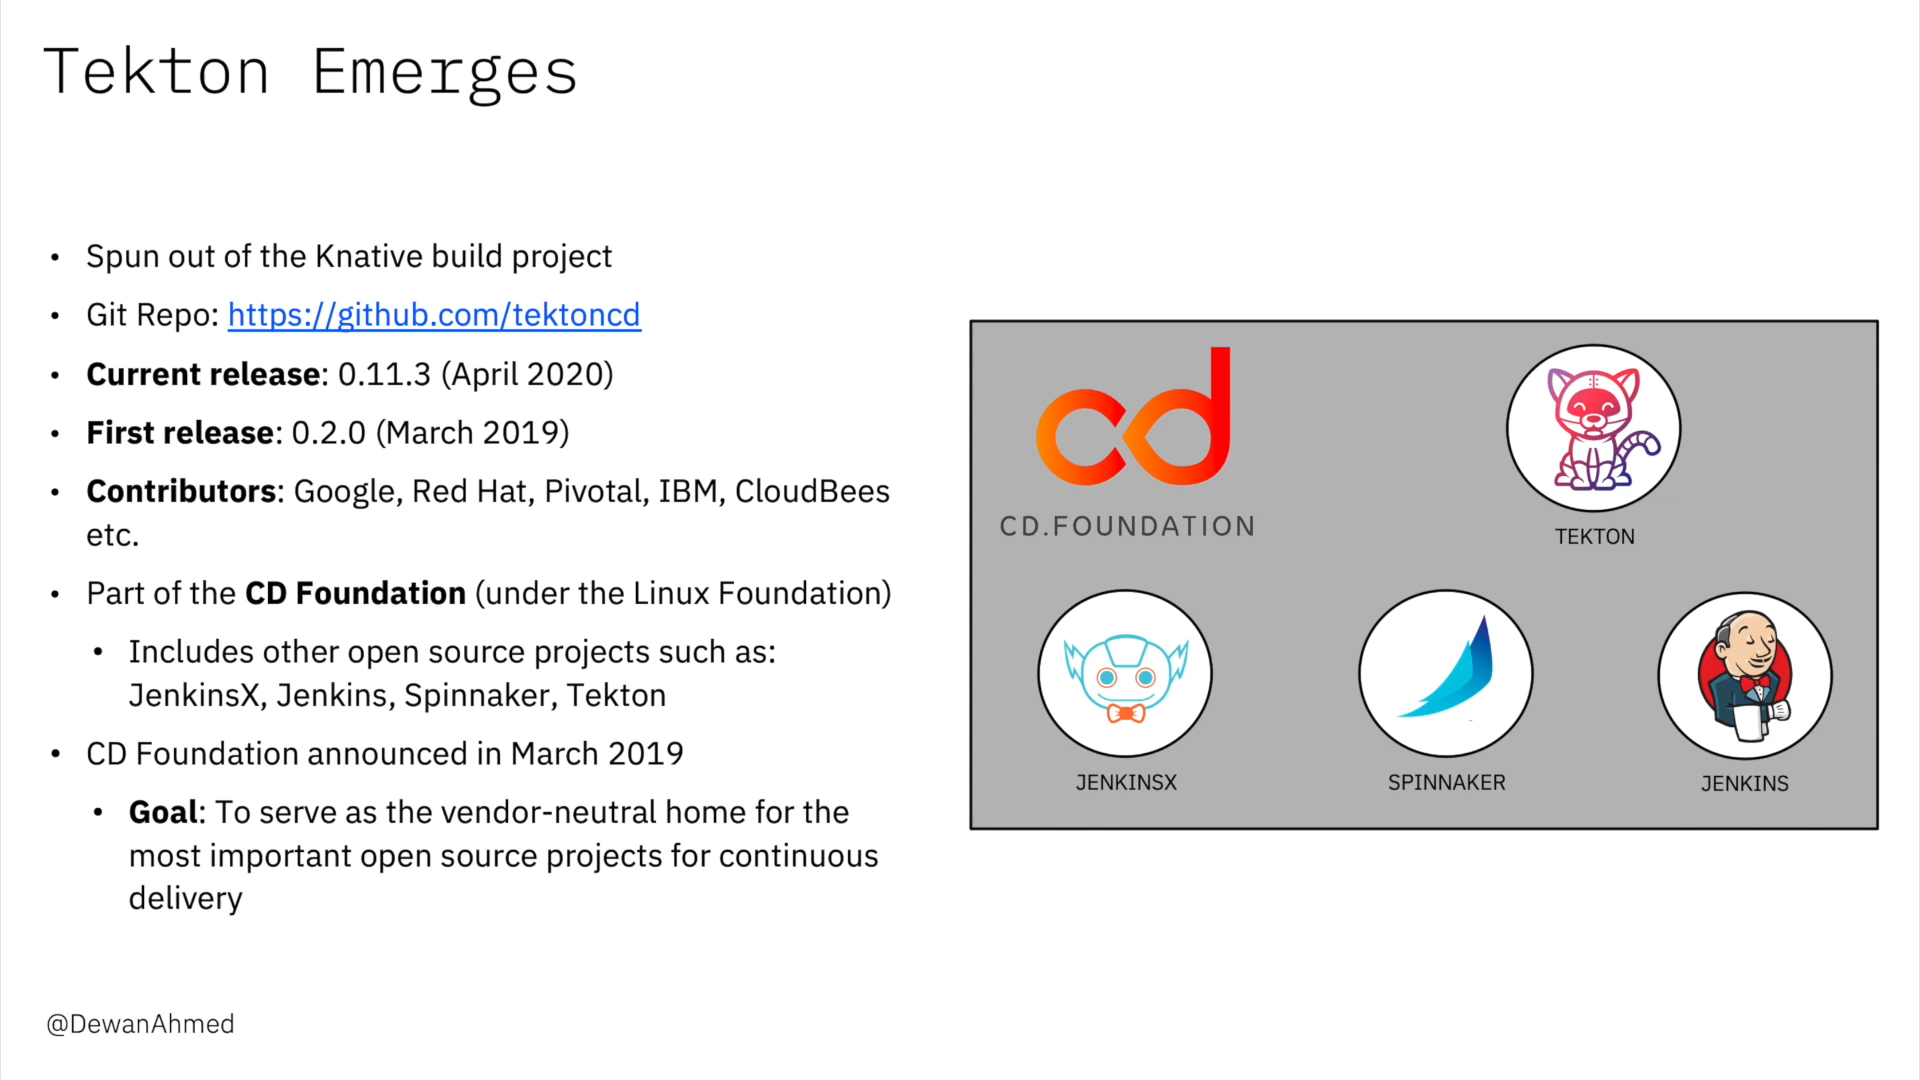 Tekton Emerges
• Spun out of the Knative build project
• Git Repo: https://github.com/tektoncd
• Current release: 0.11.3 (April 2020)
• First release: 0.2.0 (March 2019)
• Contributors: Google, Red Hat, Pivotal, IBM, CloudBees
etc.
• Part of the CD Foundation (under the Linux Foundation)
• Includes other open source projects such as:
JenkinsX, Jenkins, Spinnaker, Tekton
• CD Foundation announced in March 2019
• Goal: To serve as the vendor-neutral home for the
most important open source projects for continuous
delivery
cd
CD.FOUNDATION
TEKTON
JENKINSX
SPINNAKER
JENKINS
@DewanAhmed